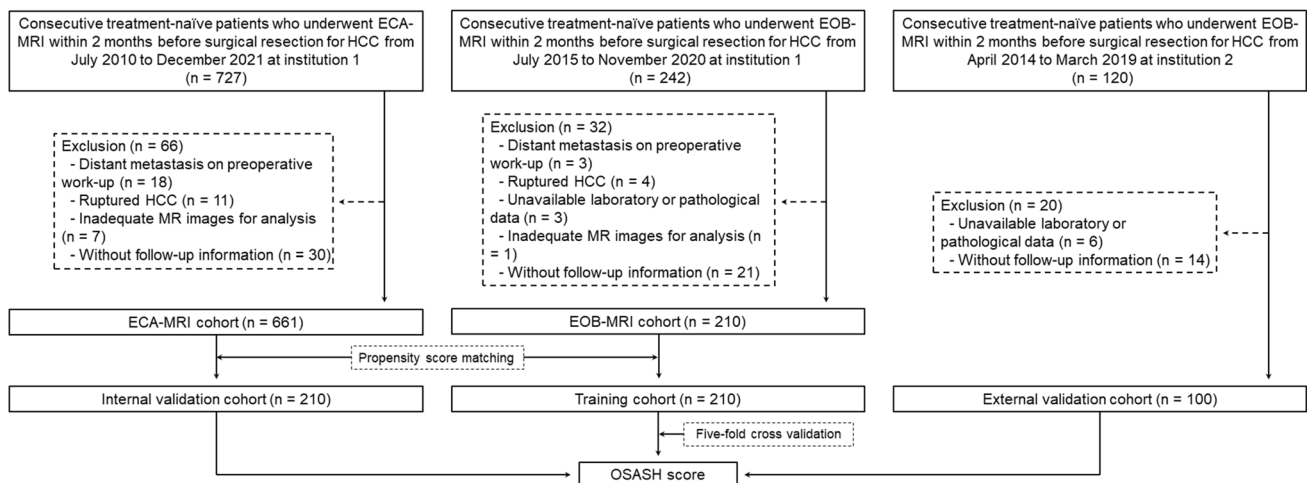 Consecutive treatment-naïve patients who underwent ECA-
MRI within 2 months before surgical resection for HCC from
July 2010 to December 2021 at institution 1
(n = 727)
Consecutive treatment-naïve patients who underwent EOB-
MRI within 2 months before surgical resection for HCC from
July 2015 to November 2020 at institution 1
(n = 242)
Consecutive treatment-naïve patients who underwent EOB-
MRI within 2 months before surgical resection for HCC from
April 2014 to March 2019 at institution 2
(n = 120)
Exclusion (n = 66)
- Distant metastasis on preoperative
work-up (n = 18)
- Ruptured HCC (n = 11)
- Inadequate MR images for analysis
(n = 7)
- Without follow-up information (n = 30)
Exclusion (n = 32)
- Distant metastasis on preoperative
work-up (n = 3)
- Ruptured HCC (n = 4)
- Unavailable laboratory or pathological
data (n = 3)
- Inadequate MR images for analysis (n
= 1)
- Without follow-up information (n = 21)
Exclusion (n = 20)
- Unavailable laboratory or
pathological data (n = 6)
- Without follow-up information (n = 14)
ECA-MRI cohort (n = 661)
EOB-MRI cohort (n = 210)
Propensity score matching
Internal validation cohort (n = 210)
Training cohort (n = 210)
External validation cohort (n = 100)
Five-fold cross validation
OSASH score